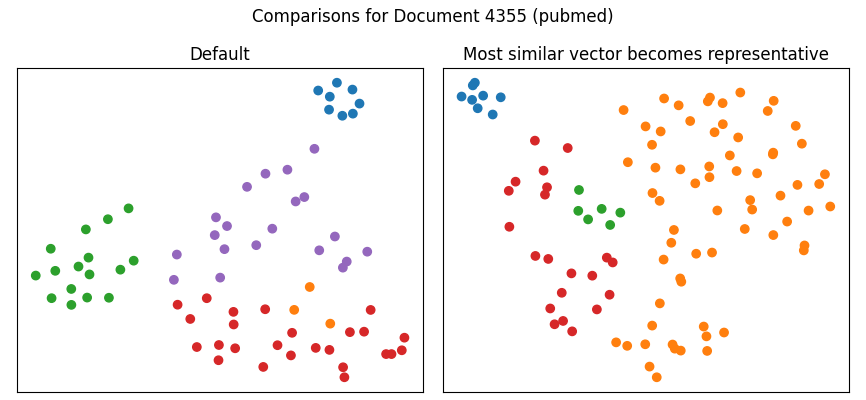 Comparisons for Document 4355 (pubmed)
Default
Most similar vector becomes representative